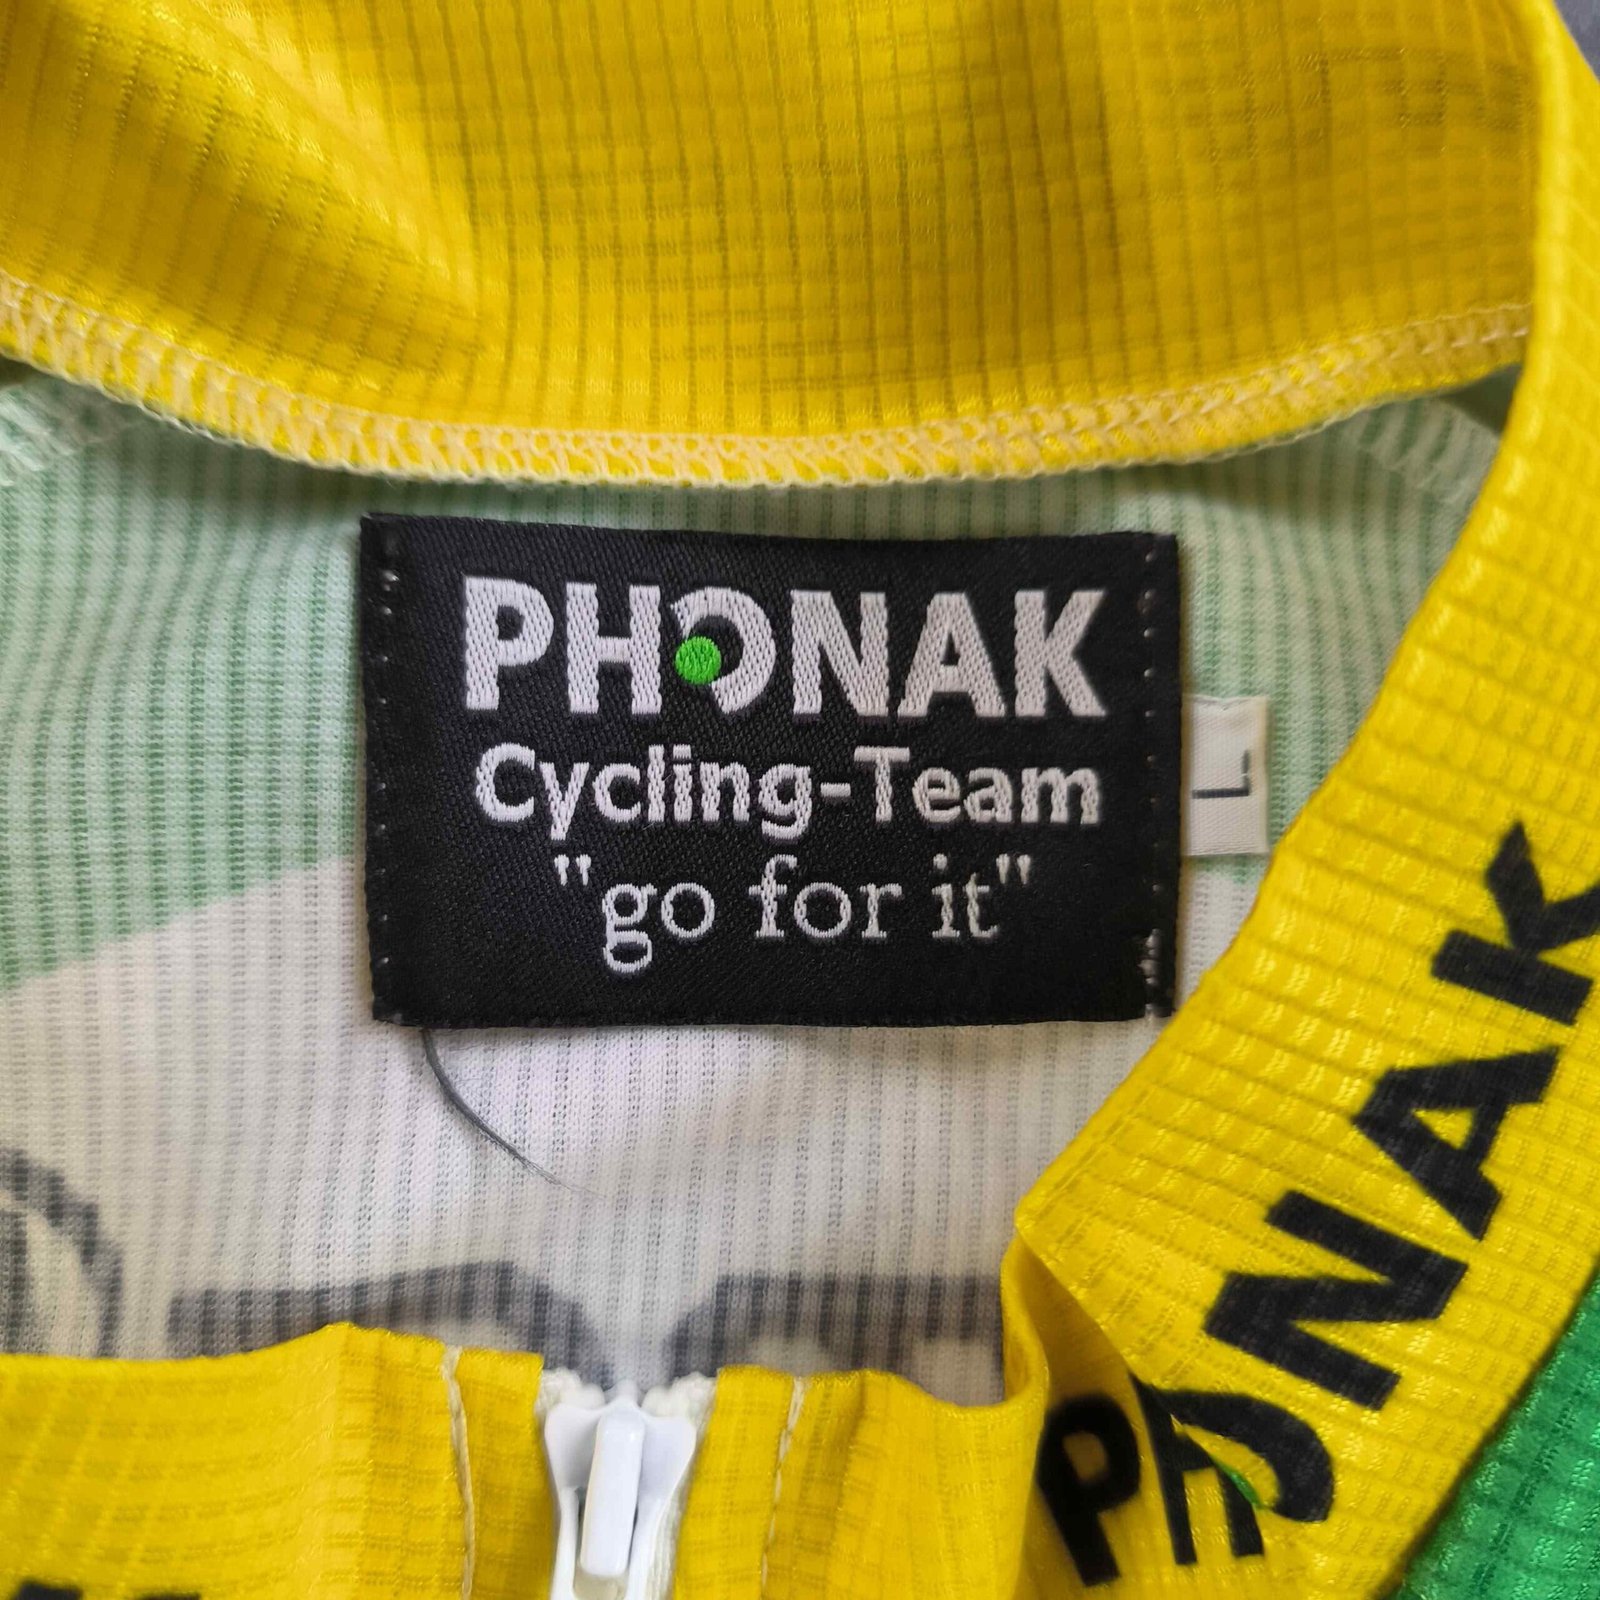 PHONAK
Cycling-Team
"go for it"
L
PHONAK